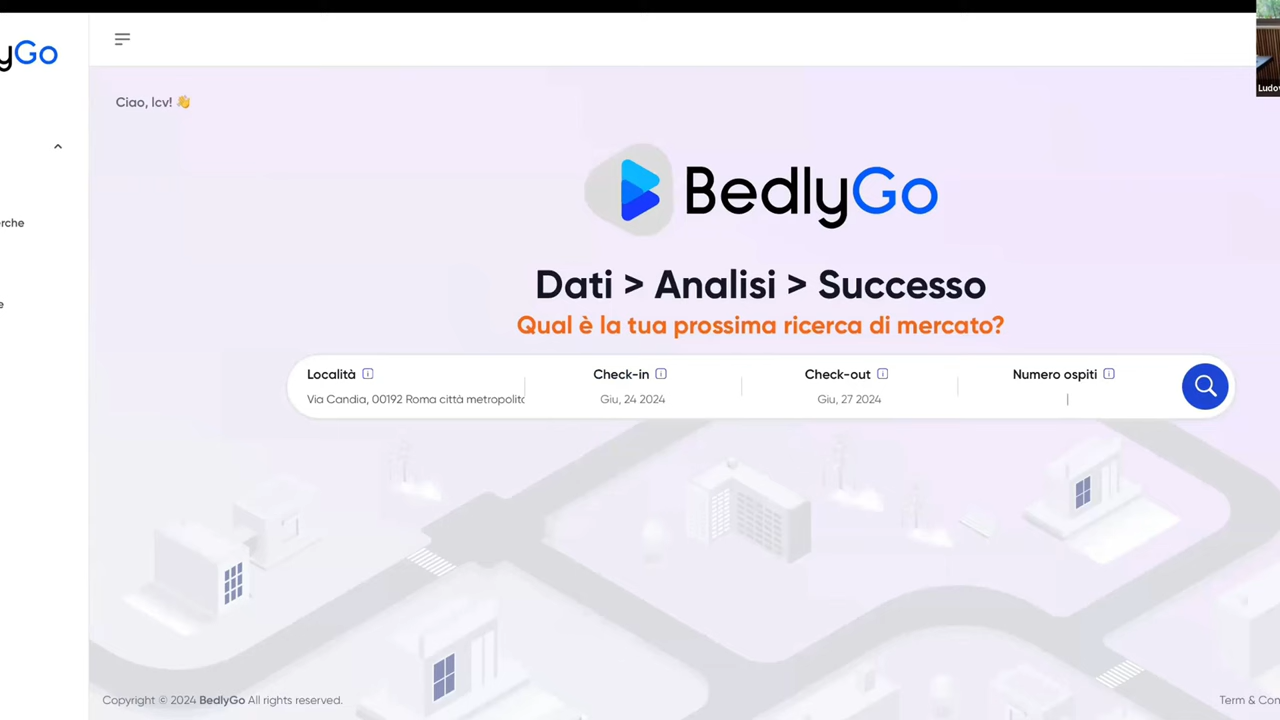 yGo
Ciao, lcv! 👋
BedlyGo
rche
e
Dati > Analisi > Successo
Qual è la tua prossima ricerca di mercato?
Località
Check-in
Check-out
Numero ospiti
Via Candia, 00192 Roma città metropolit
Giu, 24 2024
Giu, 27 2024
Copyright © 2024 BedlyGo All rights reserved.
Term & Con
Ludov